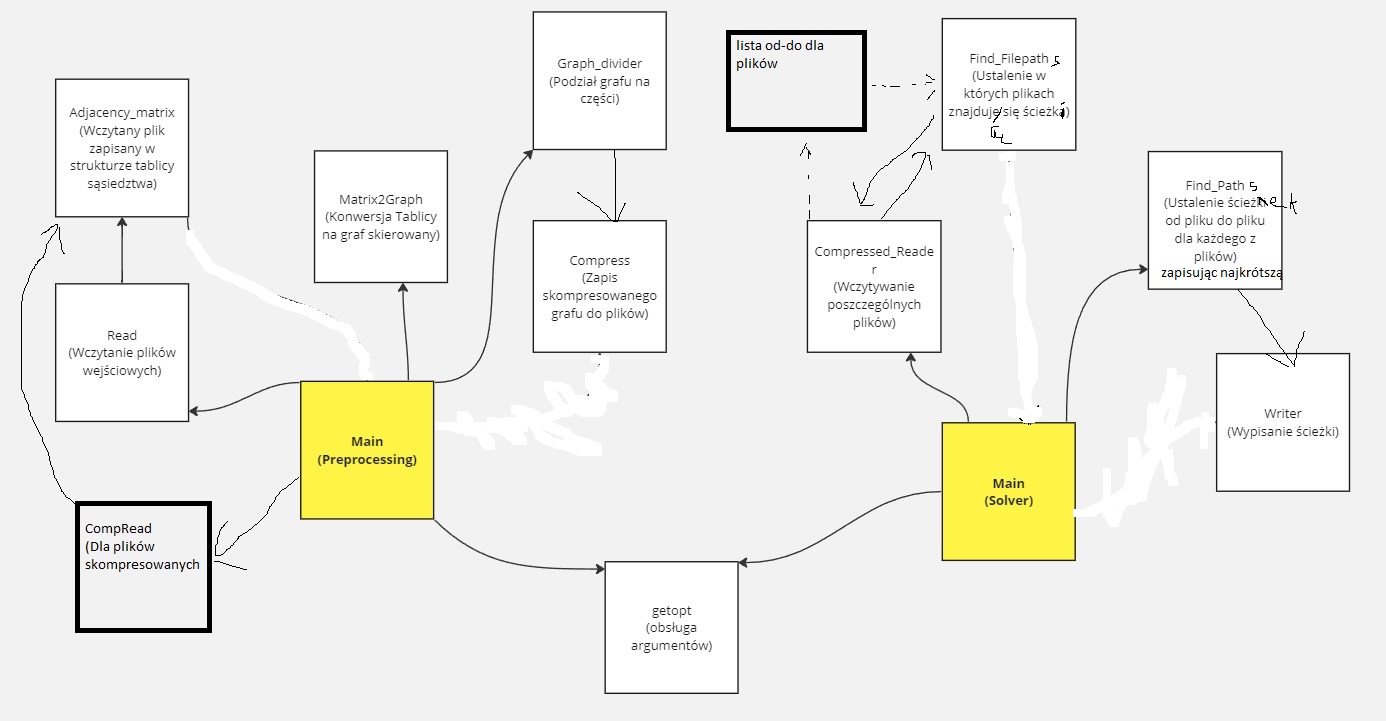 Graph_divider
(Podział grafu na
części)
lista od-do dla
plików
Find_Filepath s
(Ustalenie w
których plikach
znajduje się ścieżka)
Adjacency_matrix
(Wczytany plik
zapisany w
strukturze tablicy
sąsiedztwa)
Matrix2Graph
(Konwersja Tablicy
na graf skierowany)
Find_Path s
(Ustalenie
od pliku do pliku
dla każdego z
plików)
zapisując najkrótszą
Compress
(Zapis
skompresowanego
grafu do plików)
Compressed_Reade
r
(Wczytywanie
poszczególnych
plików)
Read
(Wczytanie plików
wejściowych)
Writer
(Wypisanie ścieżki)
Main
(Preprocessing)
Main
(Solver)
CompRead
(Dla plików
skompresowanych
getopt
(obsługa
argumentów)